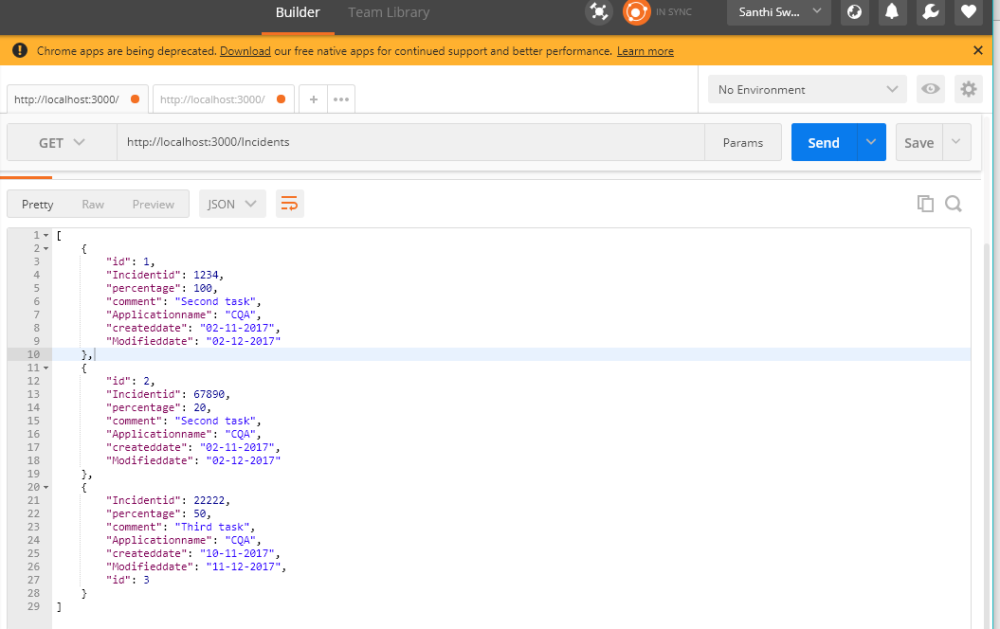 Builder Team Library IN SYNC Santhi Sw...
Chrome apps are being deprecated. Download our free native apps for continued support and better performance. Learn more
http://localhost:3000/ http://localhost:3000/ + No Environment
GET http://localhost:3000/Incidents Params Send Save
Pretty Raw Preview JSON
1 [
2 {
3 "id": 1,
4 "Incidentid": 1234,
5 "percentage": 100,
6 "comment": "Second task",
7 "Applicationname": "CQA",
8 "createddate": "02-11-2017",
9 "Modifieddate": "02-12-2017"
10 },
11 {
12 "id": 2,
13 "Incidentid": 67890,
14 "percentage": 20,
15 "comment": "Second task",
16 "Applicationname": "CQA",
17 "createddate": "02-11-2017",
18 "Modifieddate": "02-12-2017"
19 },
20 {
21 "Incidentid": 22222,
22 "percentage": 50,
23 "comment": "Third task",
24 "Applicationname": "CQA",
25 "createddate": "10-11-2017",
26 "Modifieddate": "11-12-2017",
27 "id": 3
28 }
29 ]